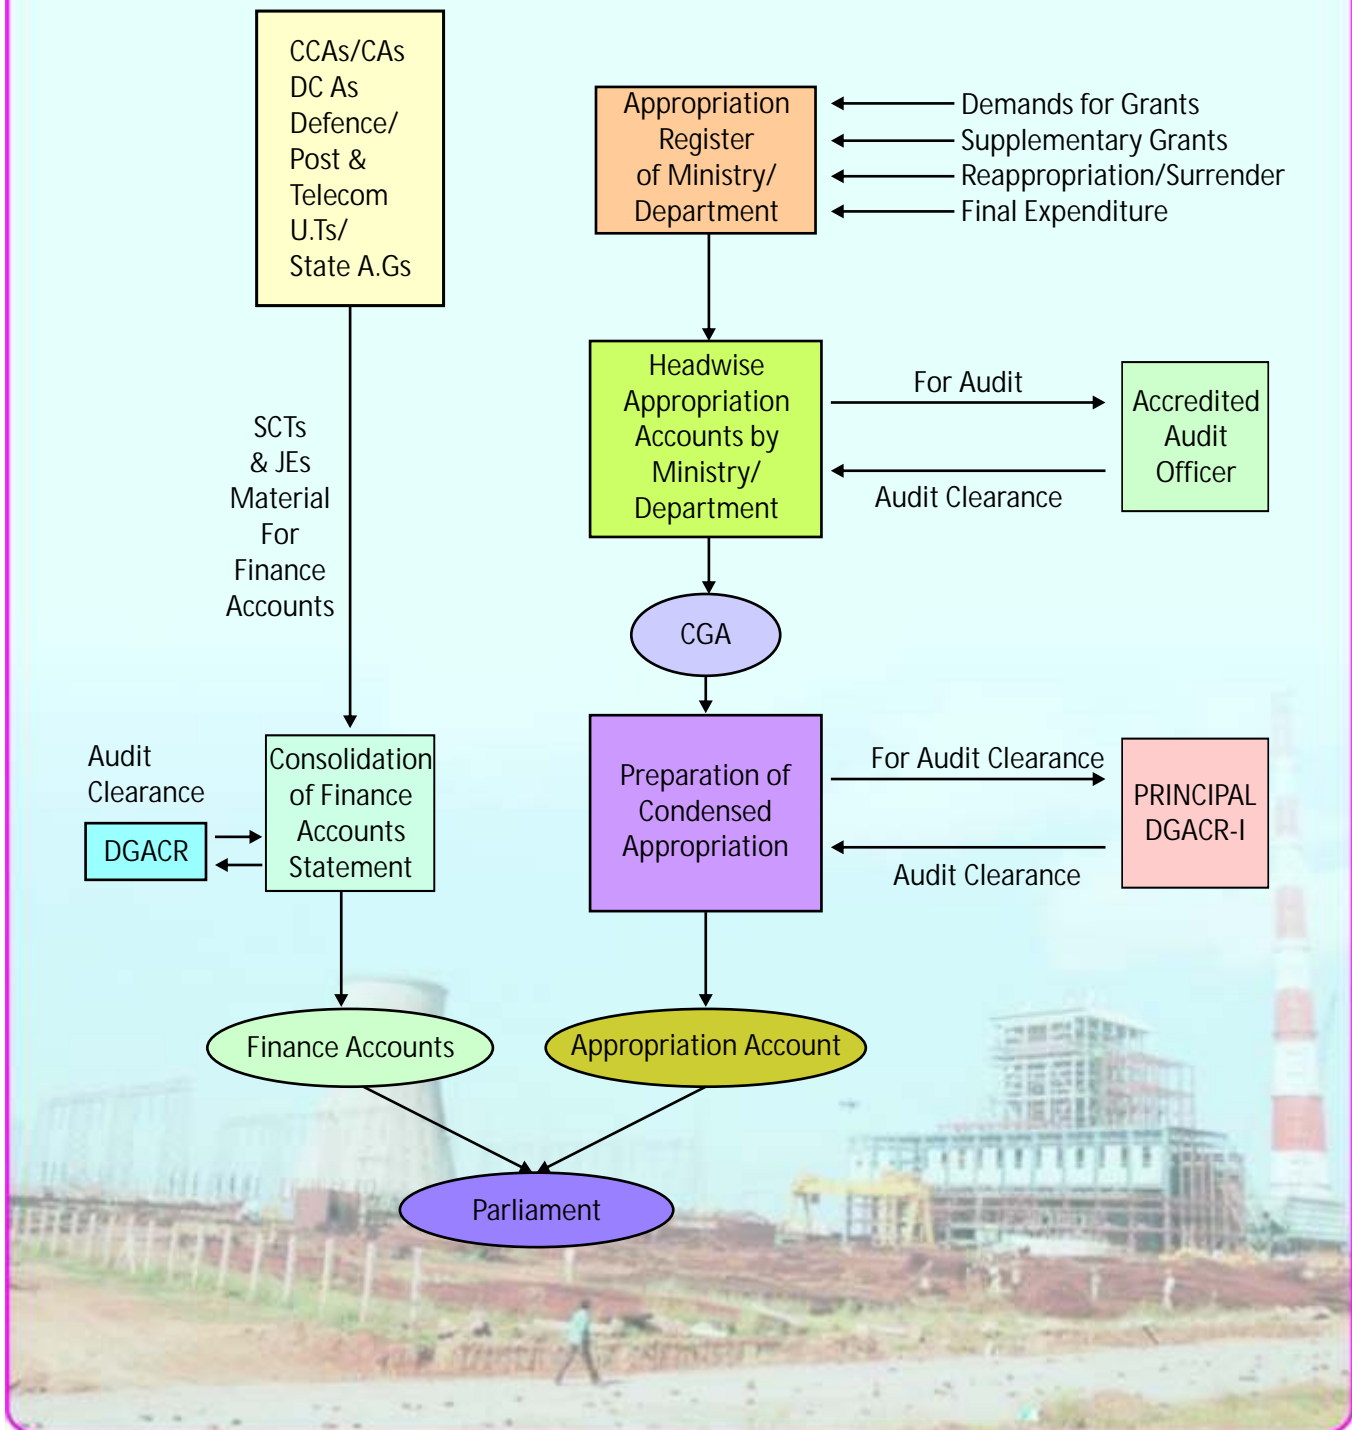 CCAs/CAs
DC As
Defence/
Post &
Telecom
U.Ts/
State A.Gs
SCTs
& JEs
Material
For
Finance
Accounts
Audit
Clearance
DGACR
Consolidation
of Finance
Accounts
Statement
Finance Accounts
Appropriation
Register
of Ministry/
Department
Demands for Grants
Supplementary Grants
Reappropriation/Surrender
Final Expenditure
Headwise
Appropriation
Accounts by
Ministry/
Department
For Audit
Audit Clearance
Accredited
Audit
Officer
CGA
Preparation of
Condensed
Appropriation
For Audit Clearance
Audit Clearance
PRINCIPAL
DGACR-I
Appropriation Account
Parliament